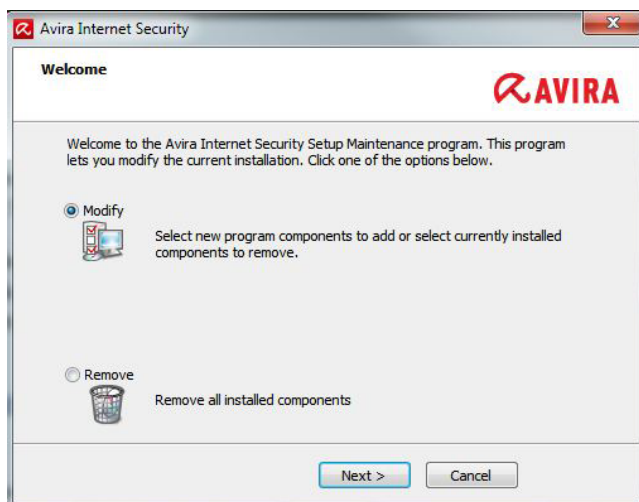 Avira Internet Security
Welcome
AVIRA
Welcome to the Avira Internet Security Setup Maintenance program. This program
lets you modify the current installation. Click one of the options below.
Modify
Select new program components to add or select currently installed
components to remove.
Remove
Remove all installed components
Next >
Cancel